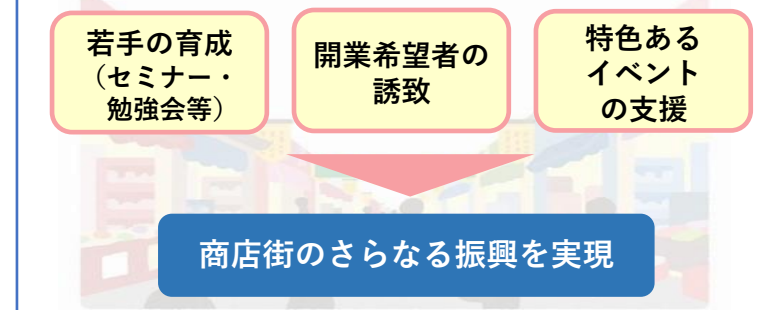 若手の育成
（セミナー・
勉強会等）
開業希望者の
誘致
特色ある
イベント
の支援
商店街のさらなる振興を実現